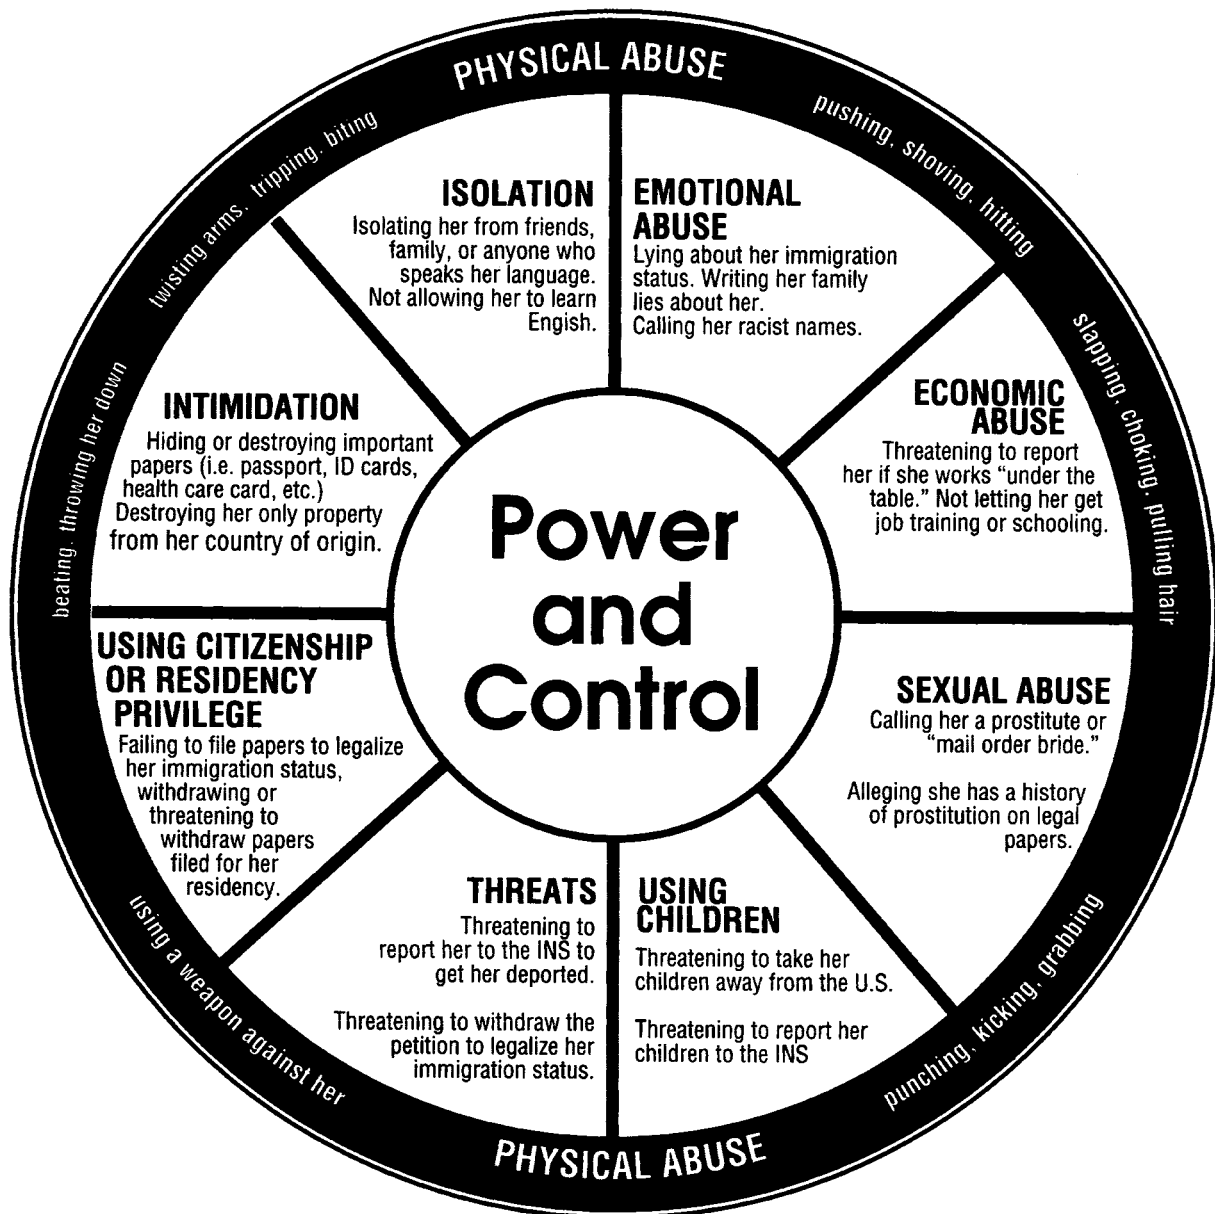 PHYSICAL ABUSE
pushing, shoving, hitting
slapping, choking, pulling hair
punching, kicking, grabbing
PHYSICAL ABUSE
using a weapon against her
beating, throwing her down
twisting arms, tripping, biting
Power
and
Control
ISOLATION
Isolating her from friends,
family, or anyone who
speaks her language.
Not allowing her to learn
Engish.
EMOTIONAL
ABUSE
Lying about her immigration
status. Writing her family
lies about her.
Calling her racist names.
ECONOMIC
ABUSE
Threatening to report
her if she works “under the
table.” Not letting her get
job training or schooling.
SEXUAL ABUSE
Calling her a prostitute or
“mail order bride.”
Alleging she has a history
of prostitution on legal
papers.
USING
CHILDREN
Threatening to take her
children away from the U.S.
Threatening to report her
children to the INS
THREATS
Threatening to
report her to the INS to
get her deported.
Threatening to withdraw the
petition to legalize her
immigration status.
USING CITIZENSHIP
OR RESIDENCY
PRIVILEGE
Failing to file papers to legalize
her immigration status,
withdrawing or
threatening to
withdraw papers
filed for her
residency.
INTIMIDATION
Hiding or destroying important
papers (i.e. passport, ID cards,
health care card, etc.)
Destroying her only property
from her country of origin.